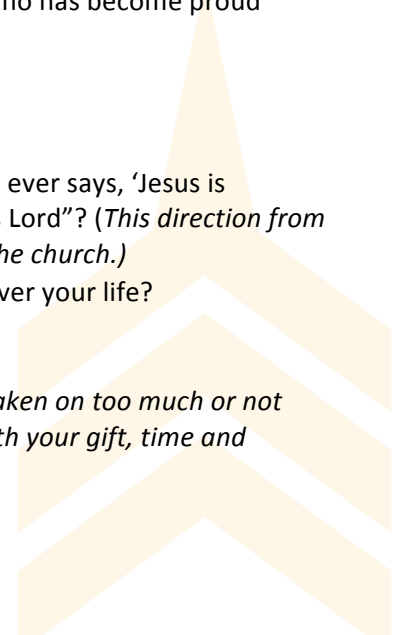 no has become proud
ever says, 'Jesus is
Lord"? (This direction from
he church.)
ver your life?
aken on too much or not
th your gift, time and